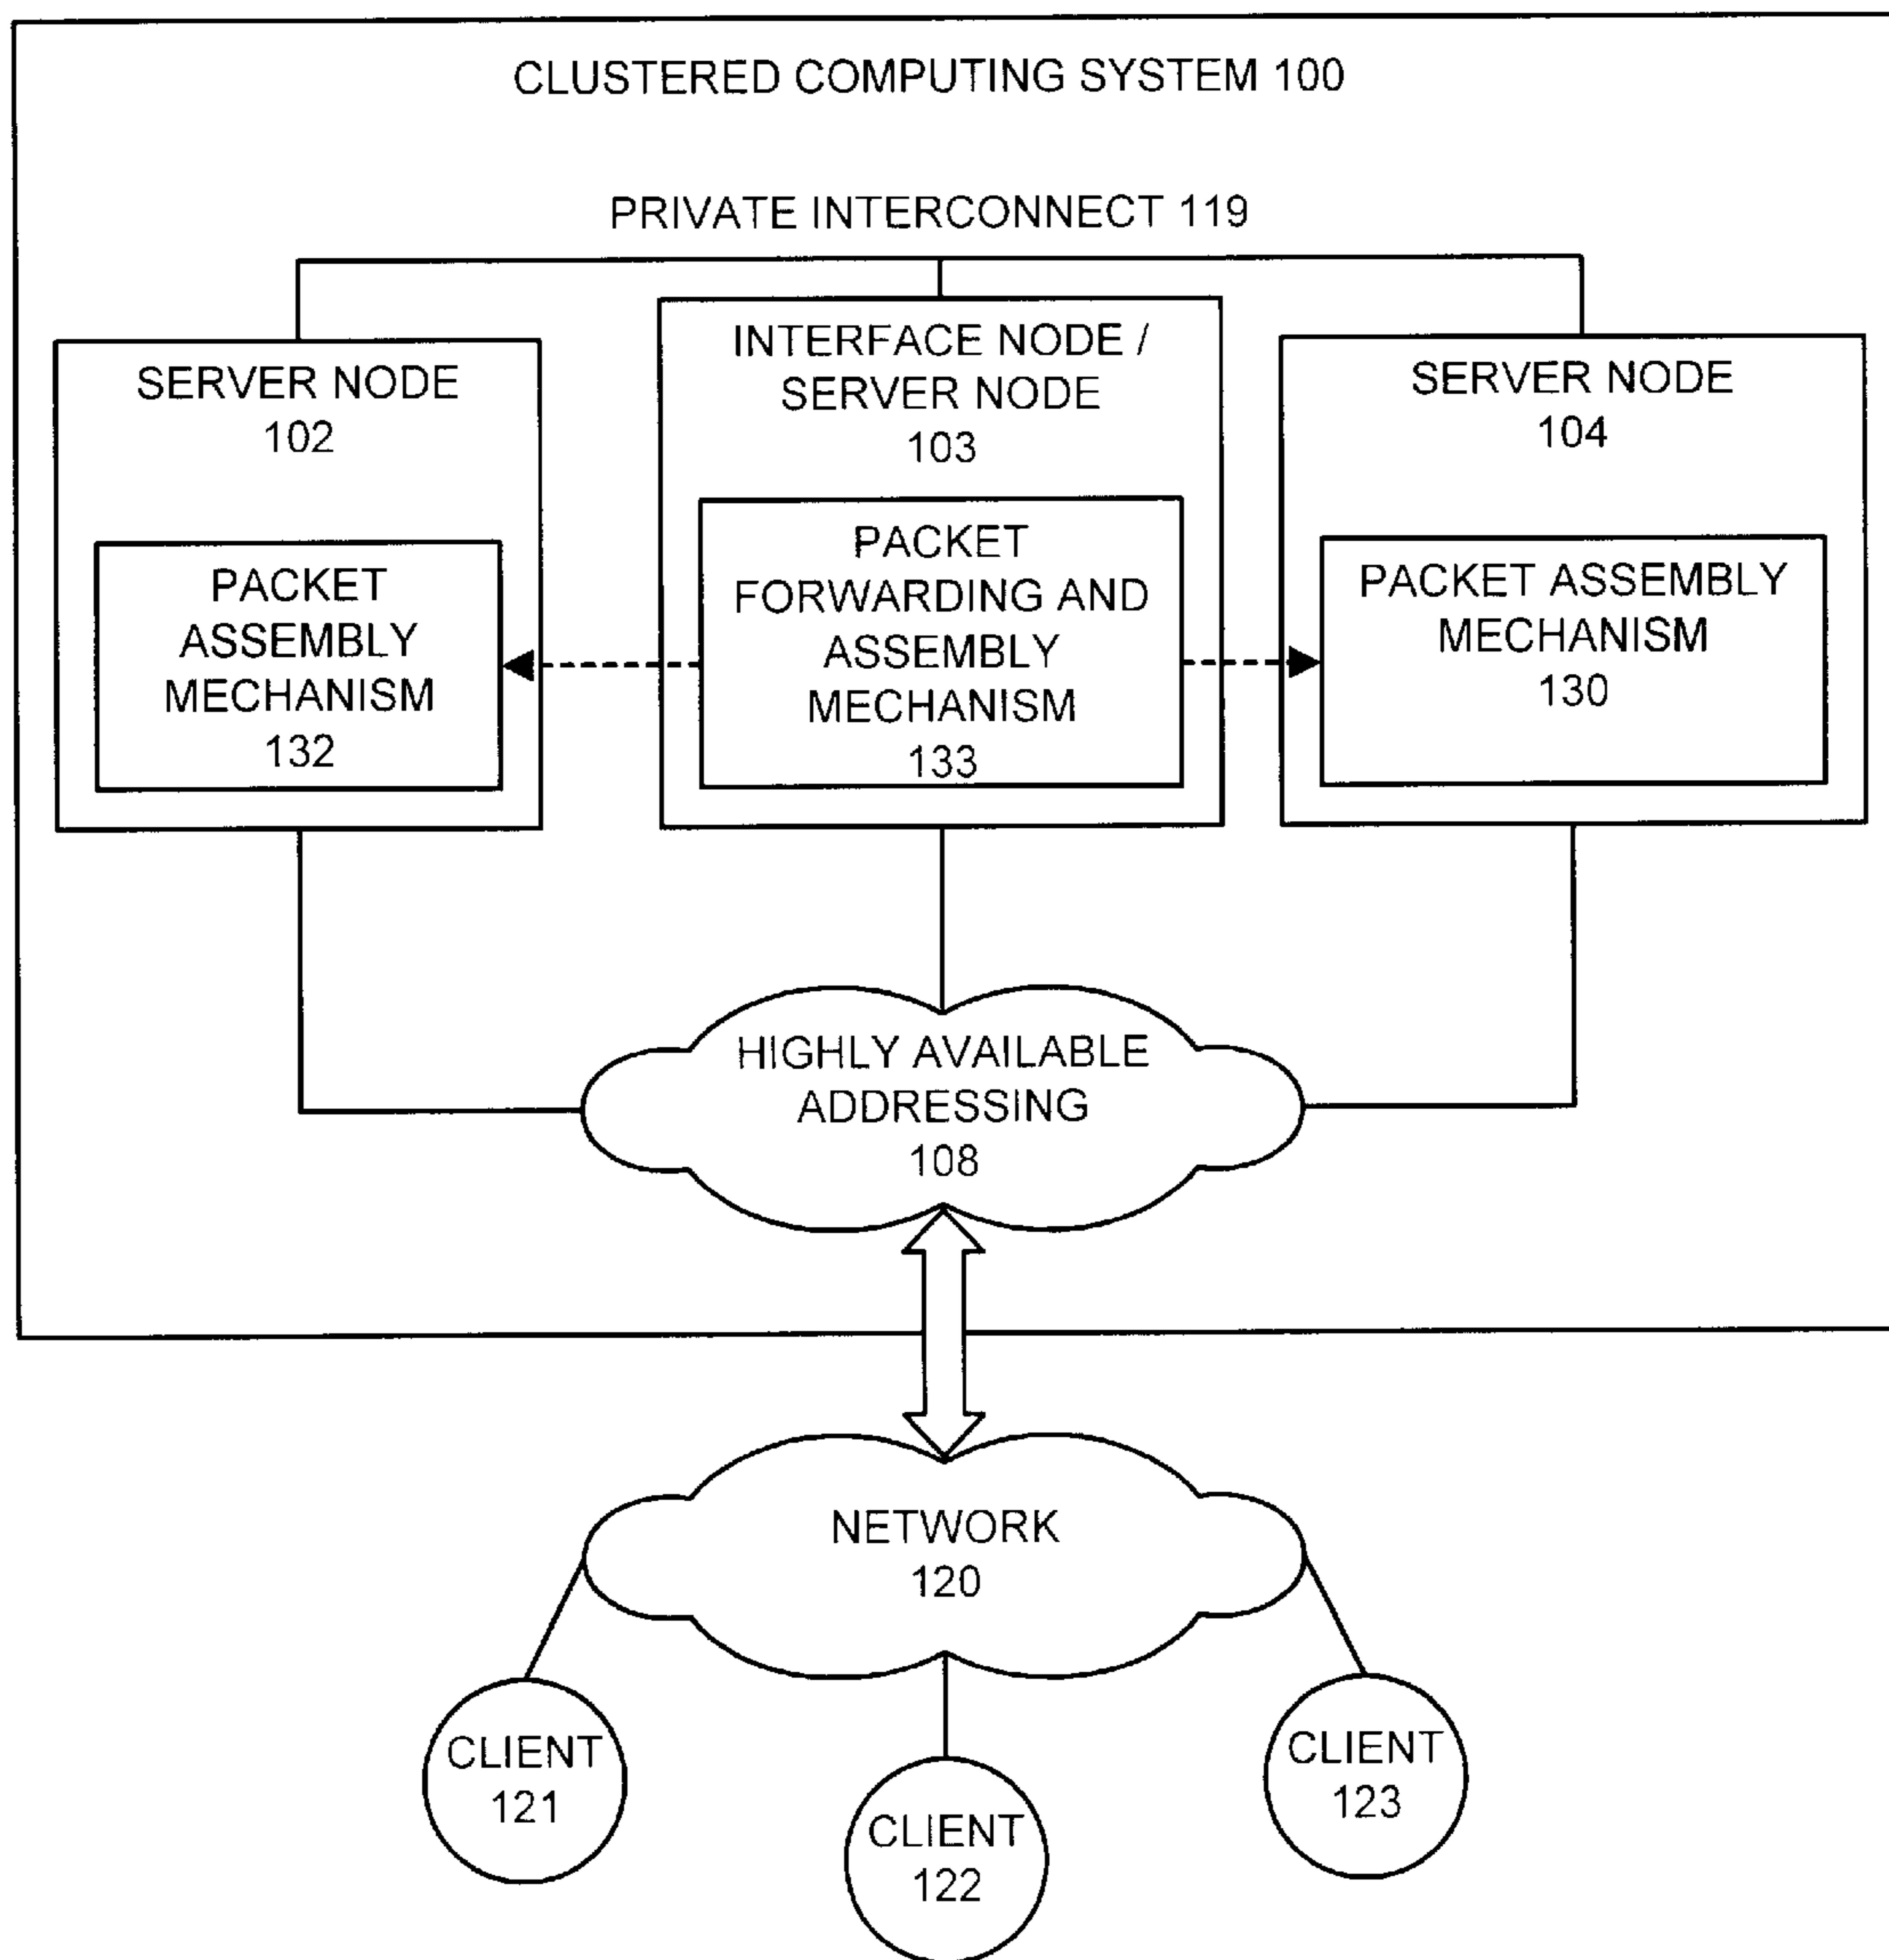 CLUSTERED COMPUTING SYSTEM 100
PRIVATE INTERCONNECT 119
SERVER NODE
102
PACKET
ASSEMBLY
MECHANISM
132
INTERFACE NODE /
SERVER NODE
103
PACKET
FORWARDING AND
ASSEMBLY
MECHANISM
133
SERVER NODE
104
PACKET ASSEMBLY
MECHANISM
130
HIGHLY AVAILABLE
ADDRESSING
108
NETWORK
120
CLIENT
121
CLIENT
122
CLIENT
123